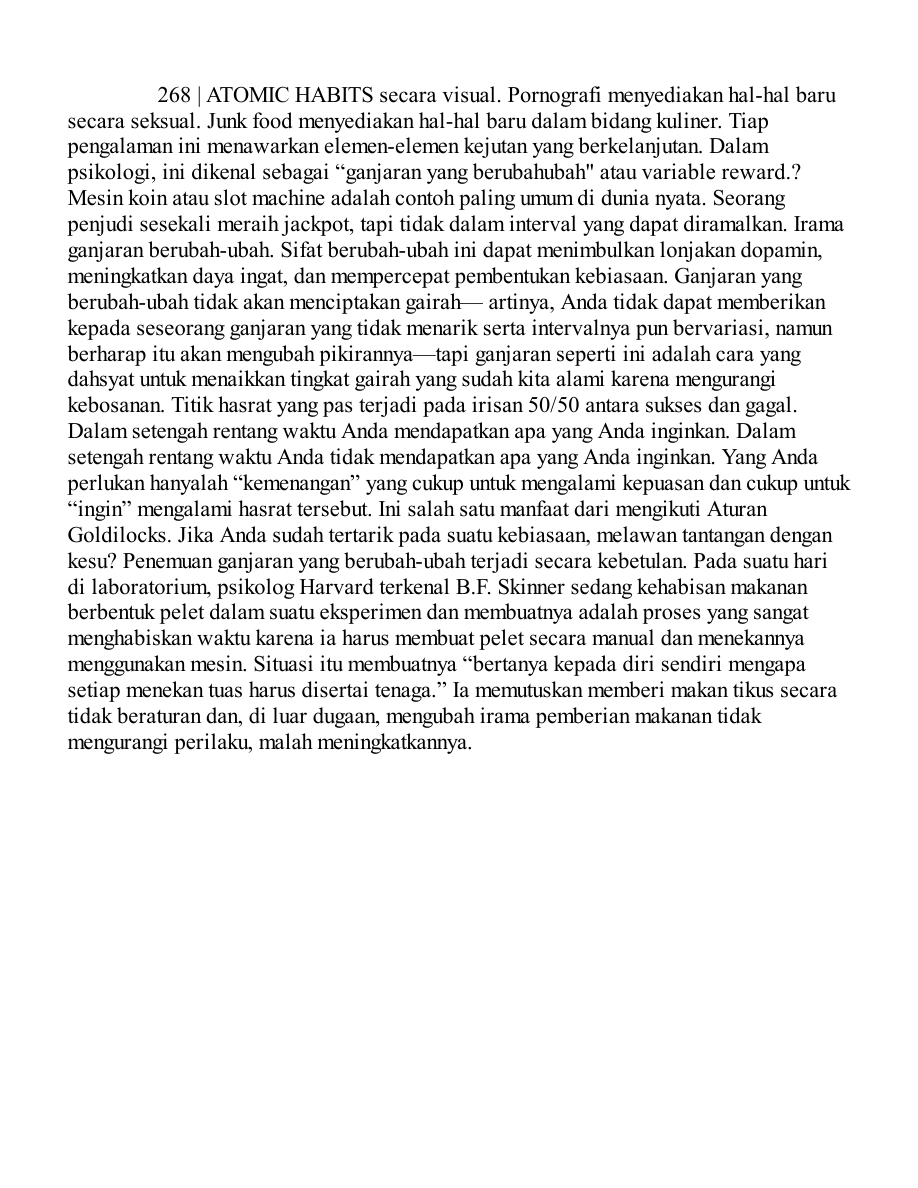 268 | ATOMIC HABITS secara visual. Pornografi menyediakan hal-hal baru
secara seksual. Junk food menyediakan hal-hal baru dalam bidang kuliner. Tiap
pengalaman ini menawarkan elemen-elemen kejutan yang berkelanjutan. Dalam
psikologi, ini dikenal sebagai “ganjaran yang berubahubah" atau variable reward.?
Mesin koin atau slot machine adalah contoh paling umum di dunia nyata. Seorang
penjudi sesekali meraih jackpot, tapi tidak dalam interval yang dapat diramalkan. Irama
ganjaran berubah-ubah. Sifat berubah-ubah ini dapat menimbulkan lonjakan dopamin,
meningkatkan daya ingat, dan mempercepat pembentukan kebiasaan. Ganjaran yang
berubah-ubah tidak akan menciptakan gairah— artinya, Anda tidak dapat memberikan
kepada seseorang ganjaran yang tidak menarik serta intervalnya pun bervariasi, namun
berharap itu akan mengubah pikirannya—tapi ganjaran seperti ini adalah cara yang
dahsyat untuk menaikkan tingkat gairah yang sudah kita alami karena mengurangi
kebosanan. Titik hasrat yang pas terjadi pada irisan 50/50 antara sukses dan gagal.
Dalam setengah rentang waktu Anda mendapatkan apa yang Anda inginkan. Dalam
setengah rentang waktu Anda tidak mendapatkan apa yang Anda inginkan. Yang Anda
perlukan hanyalah “kemenangan” yang cukup untuk mengalami kepuasan dan cukup untuk
“ingin” mengalami hasrat tersebut. Ini salah satu manfaat dari mengikuti Aturan
Goldilocks. Jika Anda sudah tertarik pada suatu kebiasaan, melawan tantangan dengan
kesu? Penemuan ganjaran yang berubah-ubah terjadi secara kebetulan. Pada suatu hari
di laboratorium, psikolog Harvard terkenal B.F. Skinner sedang kehabisan makanan
berbentuk pelet dalam suatu eksperimen dan membuatnya adalah proses yang sangat
menghabiskan waktu karena ia harus membuat pelet secara manual dan menekannya
menggunakan mesin. Situasi itu membuatnya “bertanya kepada diri sendiri mengapa
setiap menekan tuas harus disertai tenaga.” Ia memutuskan memberi makan tikus secara
tidak beraturan dan, di luar dugaan, mengubah irama pemberian makanan tidak
mengurangi perilaku, malah meningkatkannya.